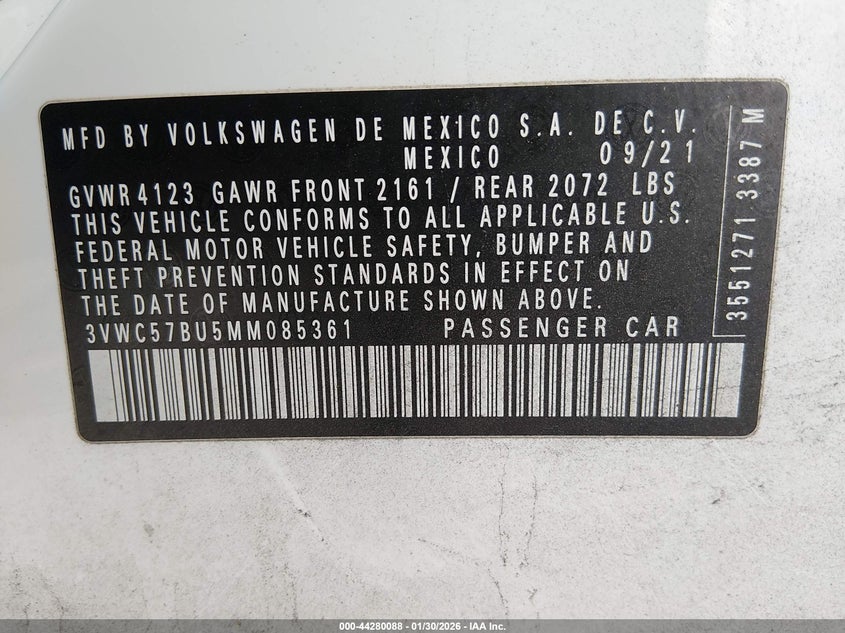 MFD BY VOLKSWAGEN DE MEXICO S.A. DE C.V.
MEXICO 09/21
GVWR 4123 GAWR FRONT 2161 / REAR 2072 LBS
THIS VEHICLE CONFORMS TO ALL APPLICABLE U.S.
FEDERAL MOTOR VEHICLE SAFETY, BUMPER AND
THEFT PREVENTION STANDARDS IN EFFECT ON
THE DATE OF MANUFACTURE SHOWN ABOVE.
3VWC57BU5MM085361 PASSENGER CAR
35512713387 M
000-44280088 - 01/30/2026 - IAA Inc.